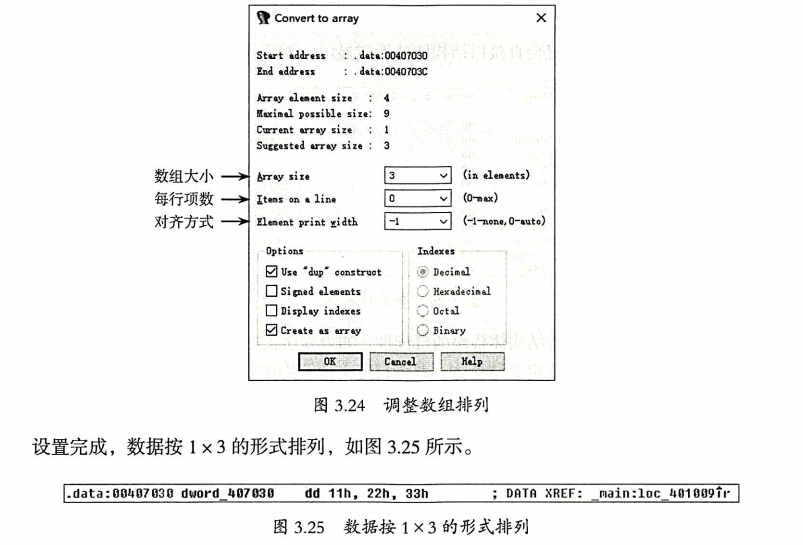 Convert to array
Start address : .data:00407030
End address : .data:0040703C
Array element size : 4
Maximal possible size: 9
Current array size : 1
Suggested array size : 3
数组大小 Array size 3 (in elements)
每行项数 Items on a line 0 (0-max)
对齐方式 Element print width -1 (-1-none,0-auto)
Options Indexes
Use "dup" construct Decimal
Signed elements Hexadecimal
Display indexes Octal
Create as array Binary
OK Cancel Help
图 3.24 调整数组排列
设置完成，数据按 1×3 的形式排列，如图 3.25 所示。
.data:00407030 dword_407030 dd 11h, 22h, 33h ; DATA XREF: _main:loc_401009↑r
图 3.25 数据按 1×3 的形式排列